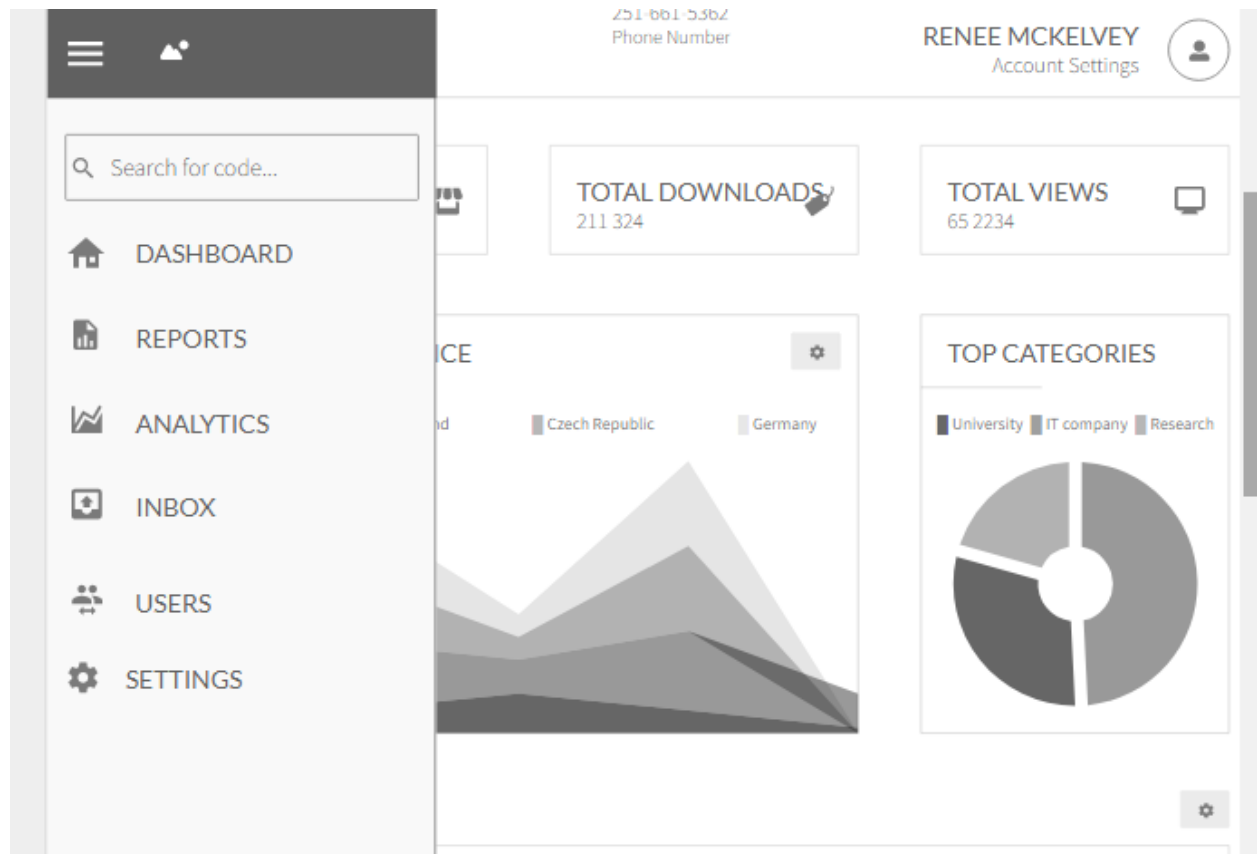 251-661-5362
Phone Number
RENEE MCKELVEY
Account Settings
Search for code...
DASHBOARD
REPORTS
ANALYTICS
INBOX
USERS
SETTINGS
TOTAL DOWNLOADS
211 324
TOTAL VIEWS
65 2234
ICE
nd
Czech Republic
Germany
TOP CATEGORIES
University
IT company
Research